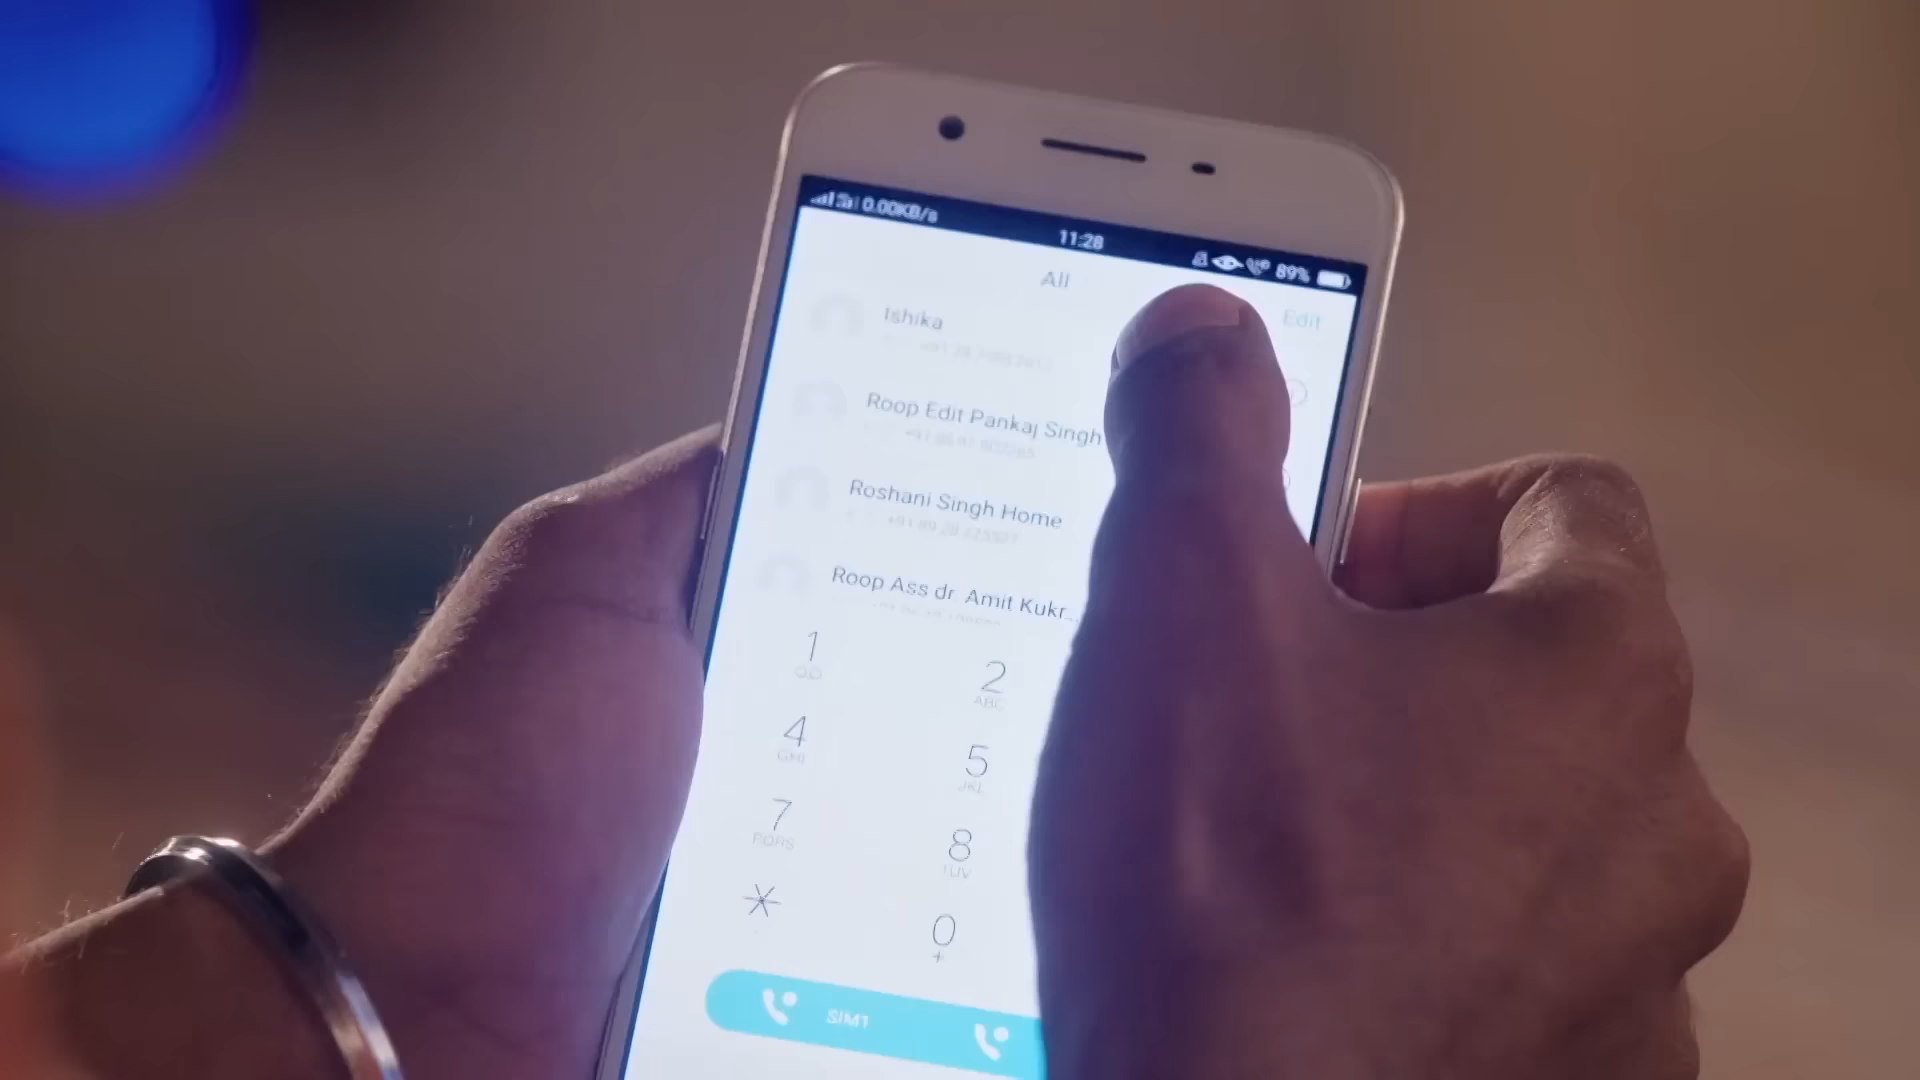 0.00KB/s
11:28
89%
All
Edit
Ishika
Roop Edit Pankaj Singh
Roshani Singh Home
Roop Ass dr. Amit Kukr...
1
2
ABC
4
GHI
5
JKL
7
PQRS
8
TUV
*
0
+
SIM1